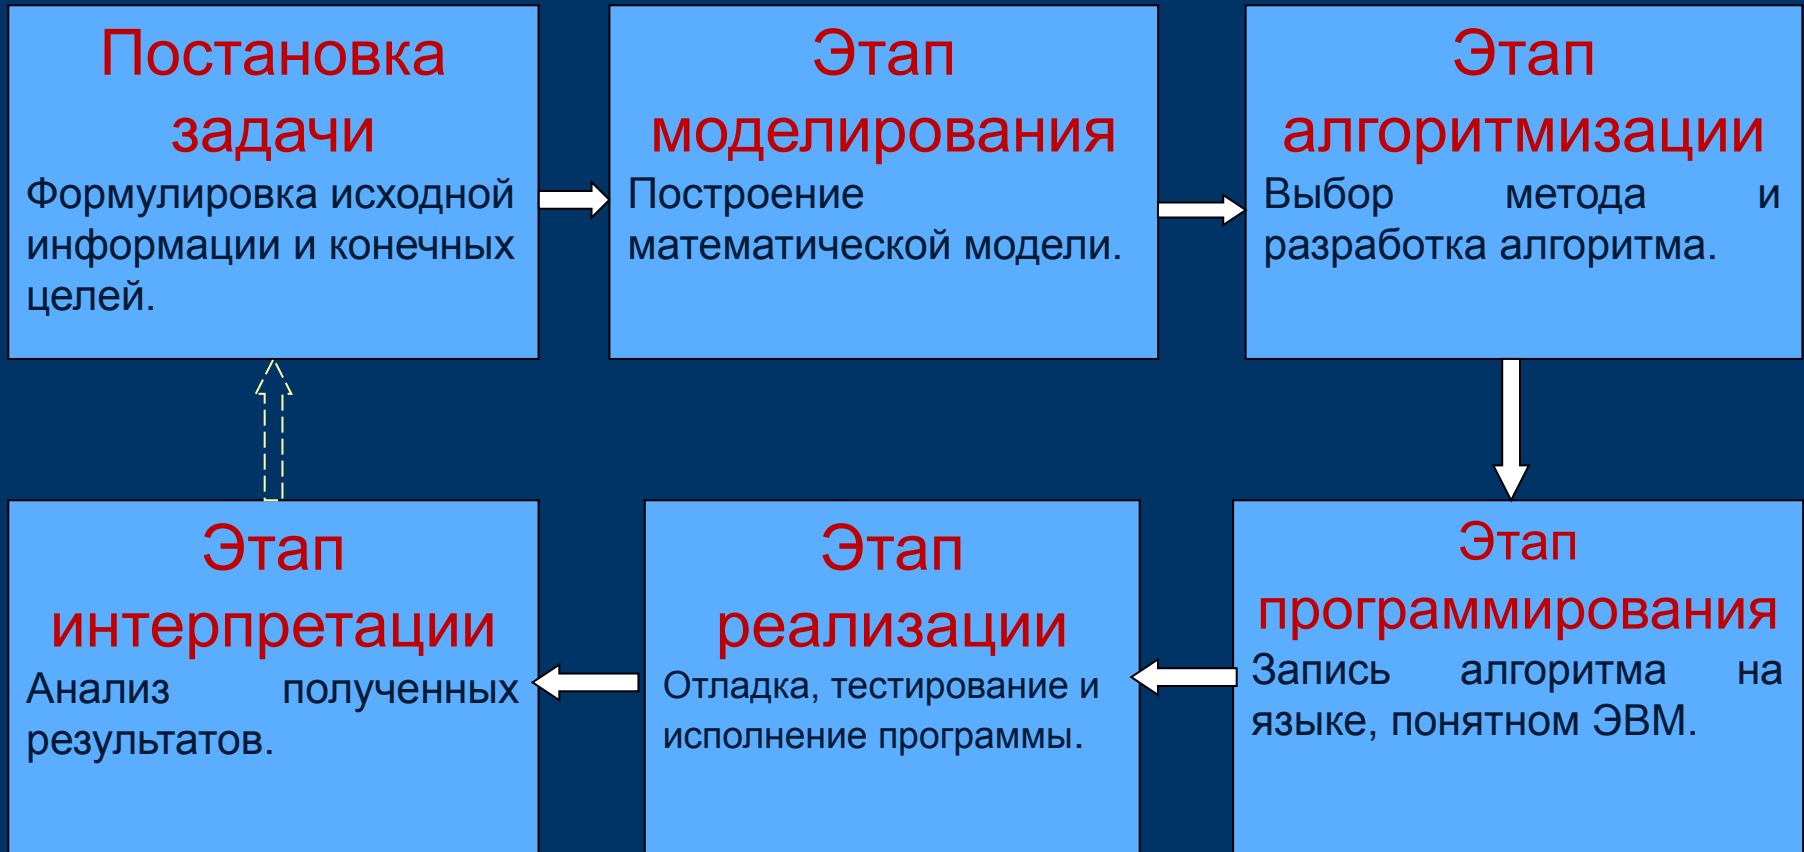 Постановка
задачи
Формулировка исходной
информации и конечных
целей.
Этап
моделирования
Построение
математической модели.
Этап
алгоритмизации
Выбор метода и
разработка алгоритма.
Этап
интерпретации
Анализ полученных
результатов.
Этап
реализации
Отладка, тестирование и
исполнение программы.
Этап
программирования
Запись алгоритма на
языке, понятном ЭВМ.